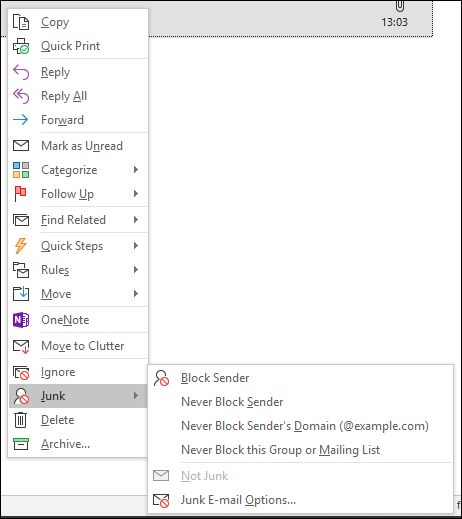 13:03
Copy
Quick Print
Reply
Reply All
Forward
Mark as Unread
Categorize
Follow Up
Find Related
Quick Steps
Rules
Move
OneNote
Move to Clutter
Ignore
Junk
Delete
Archive...
Block Sender
Never Block Sender
Never Block Sender's Domain (@example.com)
Never Block this Group or Mailing List
Not Junk
Junk E-mail Options...